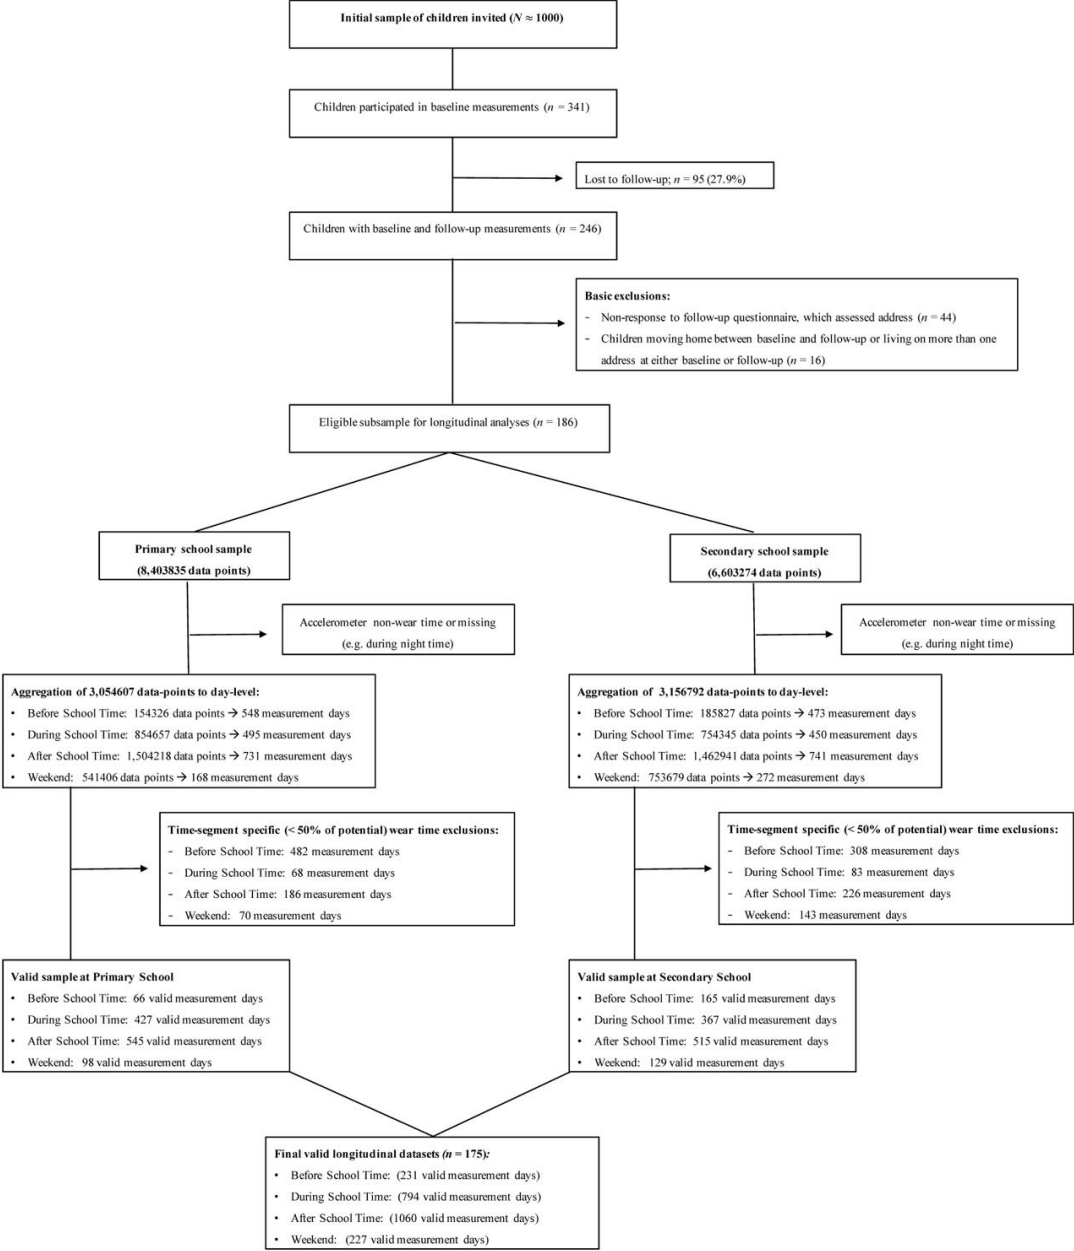 Initial sample of children invited (N ≈ 1000)
Children participated in baseline measurements (n = 341)
Lost to follow-up; n = 95 (27.9%)
Children with baseline and follow-up measurements (n = 246)
Basic exclusions:
- Non-response to follow-up questionnaire, which assessed address (n = 44)
- Children moving home between baseline and follow-up or living on more than one
address at either baseline or follow-up (n = 16)
Eligible subsample for longitudinal analyses (n = 186)
Primary school sample
(8,403835 data points)
Secondary school sample
(6,603274 data points)
Accelerometer non-wear time or missing
(e.g. during night time)
Accelerometer non-wear time or missing
(e.g. during night time)
Aggregation of 3,054607 data-points to day-level:
• Before School Time: 154326 data points → 548 measurement days
• During School Time: 854657 data points → 495 measurement days
• After School Time: 1,504218 data points → 731 measurement days
• Weekend: 541406 data points → 168 measurement days
Aggregation of 3,156792 data-points to day-level:
• Before School Time: 185827 data points → 473 measurement days
• During School Time: 754345 data points → 450 measurement days
• After School Time: 1,462941 data points → 741 measurement days
• Weekend: 753679 data points → 272 measurement days
Time-segment specific (< 50% of potential) wear time exclusions:
- Before School Time: 482 measurement days
- During School Time: 68 measurement days
- After School Time: 186 measurement days
- Weekend: 70 measurement days
Time-segment specific (< 50% of potential) wear time exclusions:
- Before School Time: 308 measurement days
- During School Time: 83 measurement days
- After School Time: 226 measurement days
- Weekend: 143 measurement days
Valid sample at Primary School
• Before School Time: 66 valid measurement days
• During School Time: 427 valid measurement days
• After School Time: 545 valid measurement days
• Weekend: 98 valid measurement days
Valid sample at Secondary School
• Before School Time: 165 valid measurement days
• During School Time: 367 valid measurement days
• After School Time: 515 valid measurement days
• Weekend: 129 valid measurement days
Final valid longitudinal datasets (n = 175):
• Before School Time: (231 valid measurement days)
• During School Time: (794 valid measurement days)
• After School Time: (1060 valid measurement days)
• Weekend: (227 valid measurement days)